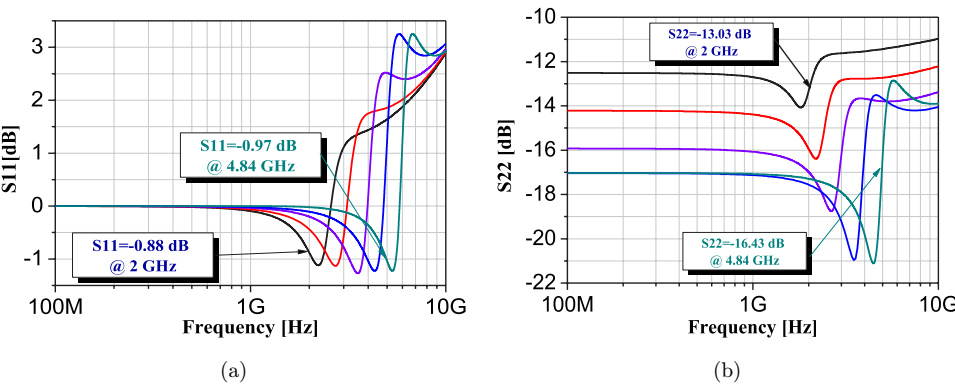 3
2
1
0
-1
S11[dB]
S11=-0.97 dB
@ 4.84 GHz
S11=-0.88 dB
@ 2 GHz
100M
1G
10G
Frequency [Hz]
(a)
-10
-12
-14
-16
-18
-20
-22
S22 [dB]
S22=-13.03 dB
@ 2 GHz
S22=-16.43 dB
@ 4.84 GHz
100M
1G
10G
Frequency [Hz]
(b)